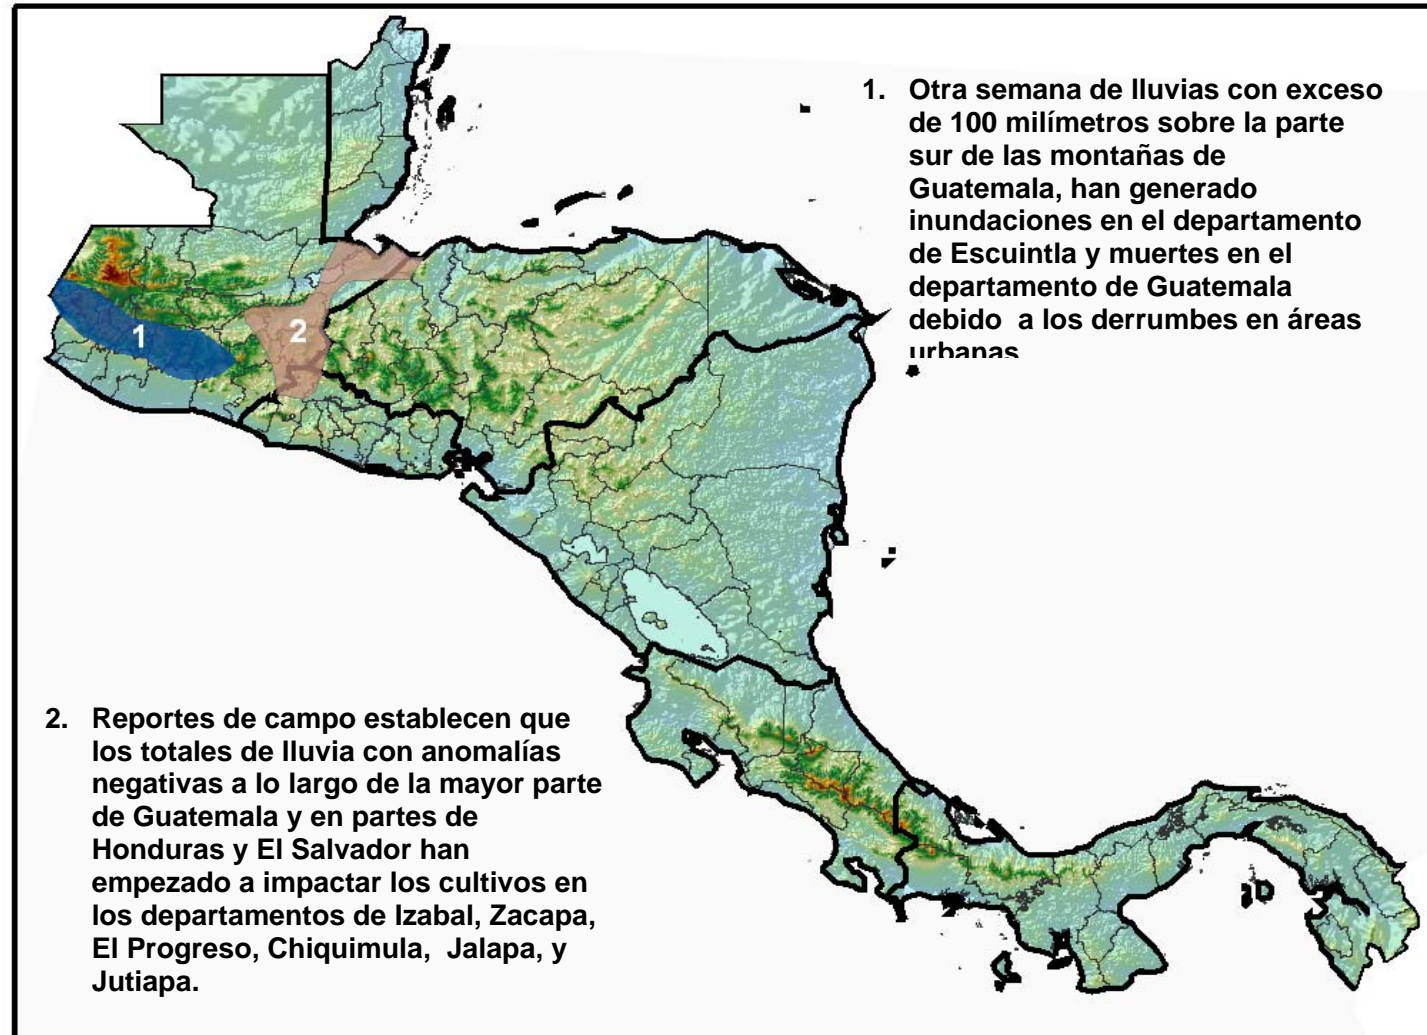 1. Otra semana de lluvias con exceso
de 100 milímetros sobre la parte
sur de las montañas de
Guatemala, han generado
inundaciones en el departamento
de Escuintla y muertes en el
departamento de Guatemala
debido a los derrumbes en áreas
urbanas
1
2
2. Reportes de campo establecen que
los totales de lluvia con anomalías
negativas a lo largo de la mayor parte
de Guatemala y en partes de
Honduras y El Salvador han
empezado a impactar los cultivos en
los departamentos de Izabal, Zacapa,
El Progreso, Chiquimula, Jalapa, y
Jutiapa.